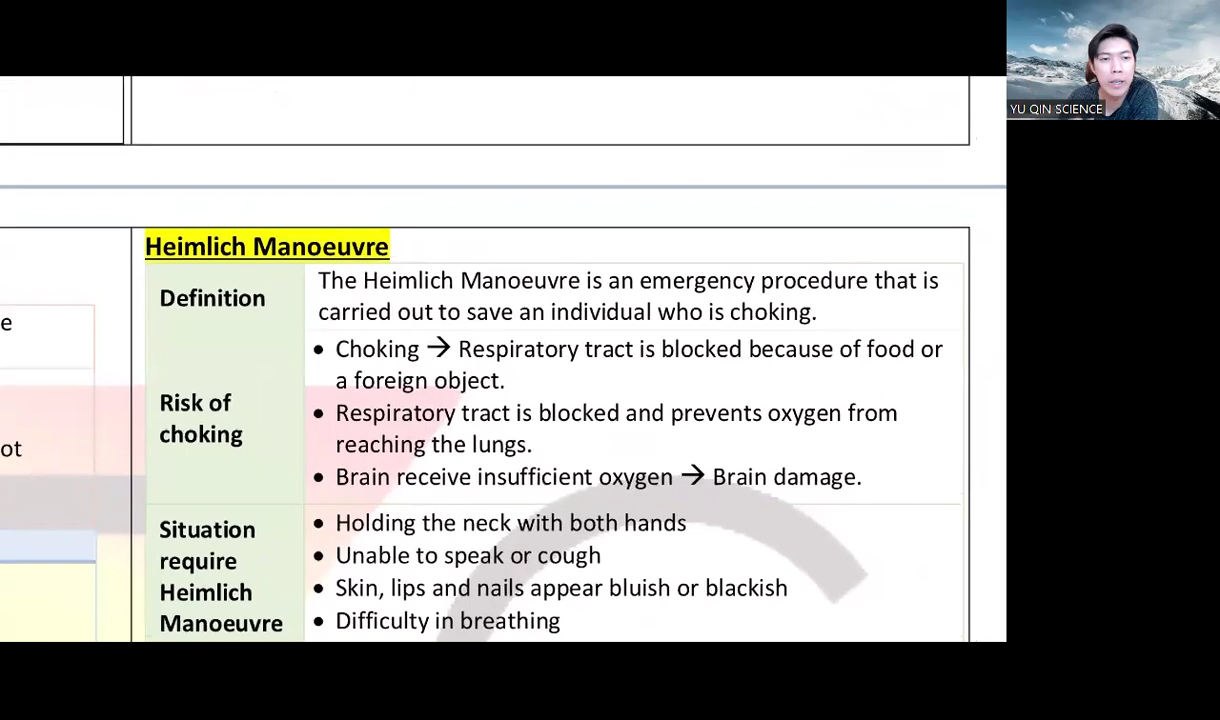 YU QIN SCIENCE
Heimlich Manoeuvre
Definition
The Heimlich Manoeuvre is an emergency procedure that is
carried out to save an individual who is choking.
Risk of
choking
• Choking → Respiratory tract is blocked because of food or
a foreign object.
• Respiratory tract is blocked and prevents oxygen from
reaching the lungs.
• Brain receive insufficient oxygen → Brain damage.
Situation
require
Heimlich
Manoeuvre
• Holding the neck with both hands
• Unable to speak or cough
• Skin, lips and nails appear bluish or blackish
• Difficulty in breathing
e
ot